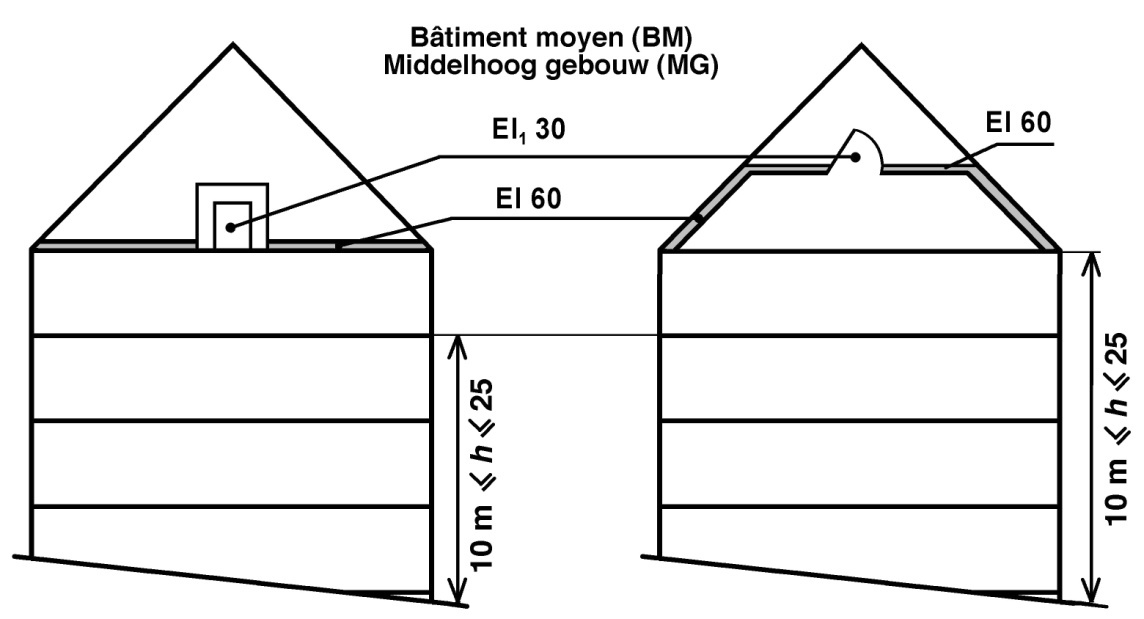 Bâtiment moyen (BM)
Middelhoog gebouw (MG)
EI₁ 30
EI 60
EI 60
10 m ⩽ h ⩽ 25
10 m ⩽ h ⩽ 25